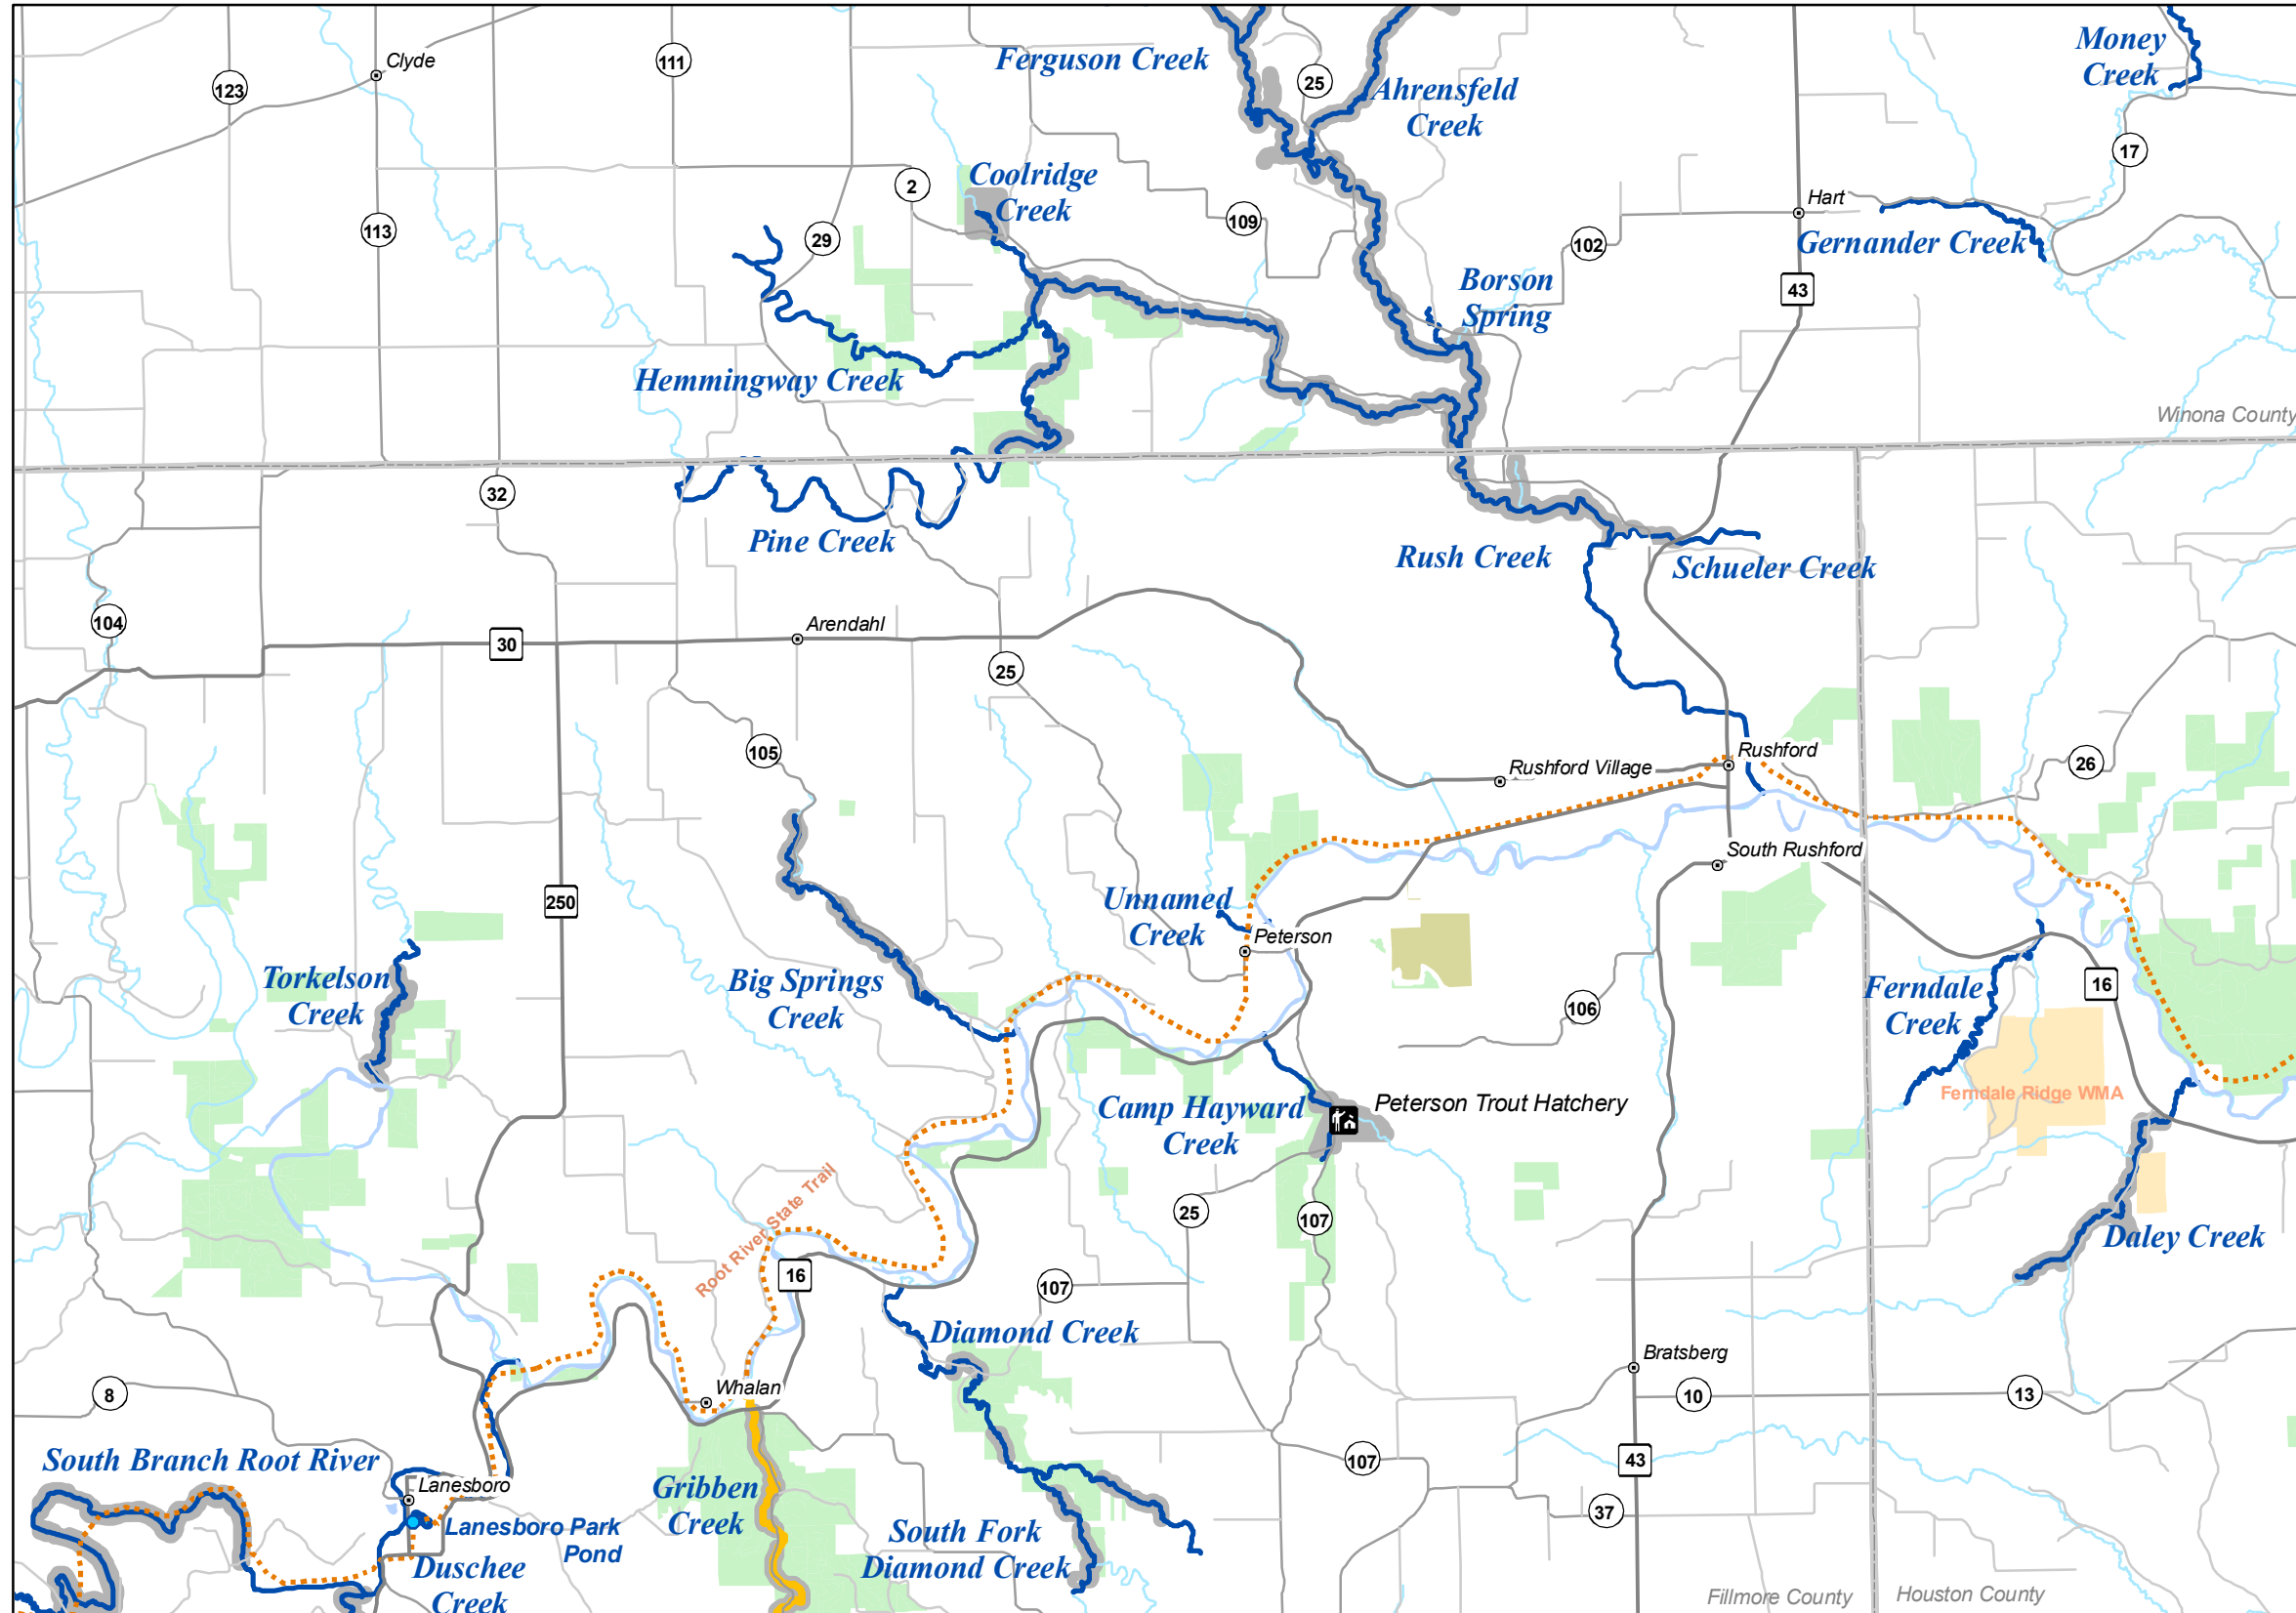 Ferguson Creek
Money
Creek
Clyde
111
123
25
Ahrensfeld
Creek
17
Coolridge
Creek
2
Hart
109
113
29
102
Gernander Creek
Borson
Spring
43
Hemmingway Creek
Winona County
32
Pine Creek
Rush Creek
Schueler Creek
104
Arendahl
30
25
105
Rushford
Rushford Village
26
South Rushford
250
Unnamed
Creek
Peterson
Torkelson
Creek
Big Springs
Creek
Ferndale
Creek
16
106
Ferndale Ridge WMA
Camp Hayward
Creek
Peterson Trout Hatchery
Root River State Trail
25
107
Daley Creek
16
107
Diamond Creek
Bratsberg
8
Whalan
10
13
South Branch Root River
107
43
Lanesboro
Gribben
Creek
37
Lanesboro Park
Pond
South Fork
Diamond Creek
Duschee
Creek
Fillmore County
Houston County